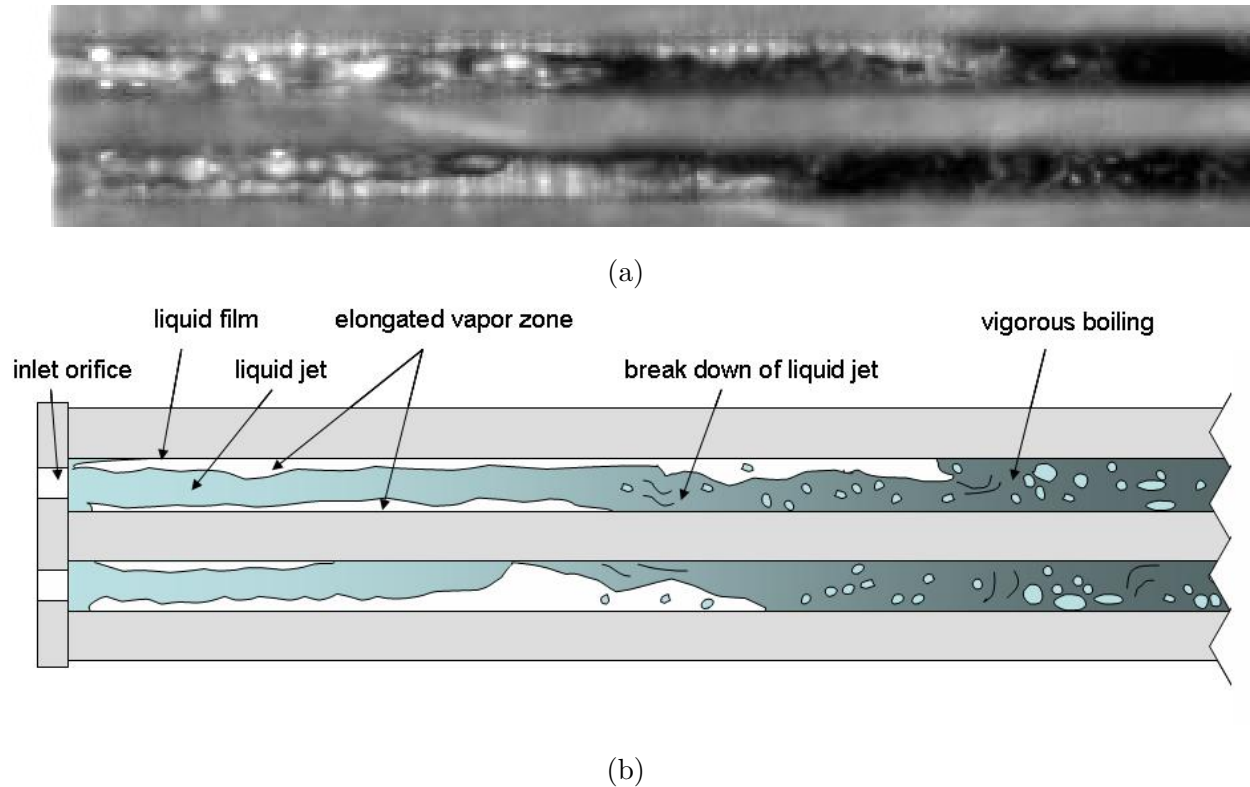 (a)
liquid film
elongated vapor zone
vigorous boiling
inlet orifice
liquid jet
break down of liquid jet
(b)